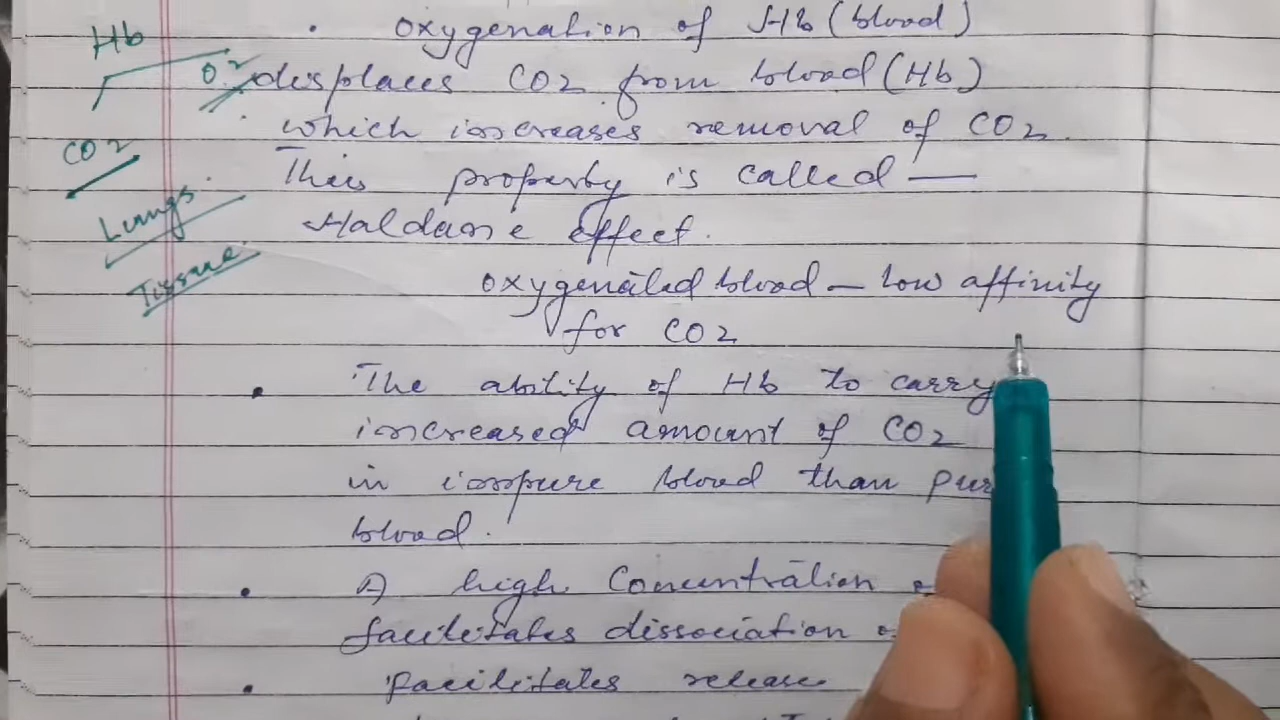 Hb
O2
CO2
Lungs
Tissue
• oxygenation of Hb (blood)
displaces CO2 from blood (Hb)
which increases removal of CO2.
This property is called —
Haldane effect.
oxygenated blood — low affinity
for CO2
• The ability of Hb to carry
increased amount of CO2
in impure blood than pur
blood.
• A high Concentration
facilitates dissociation
• facilitates release